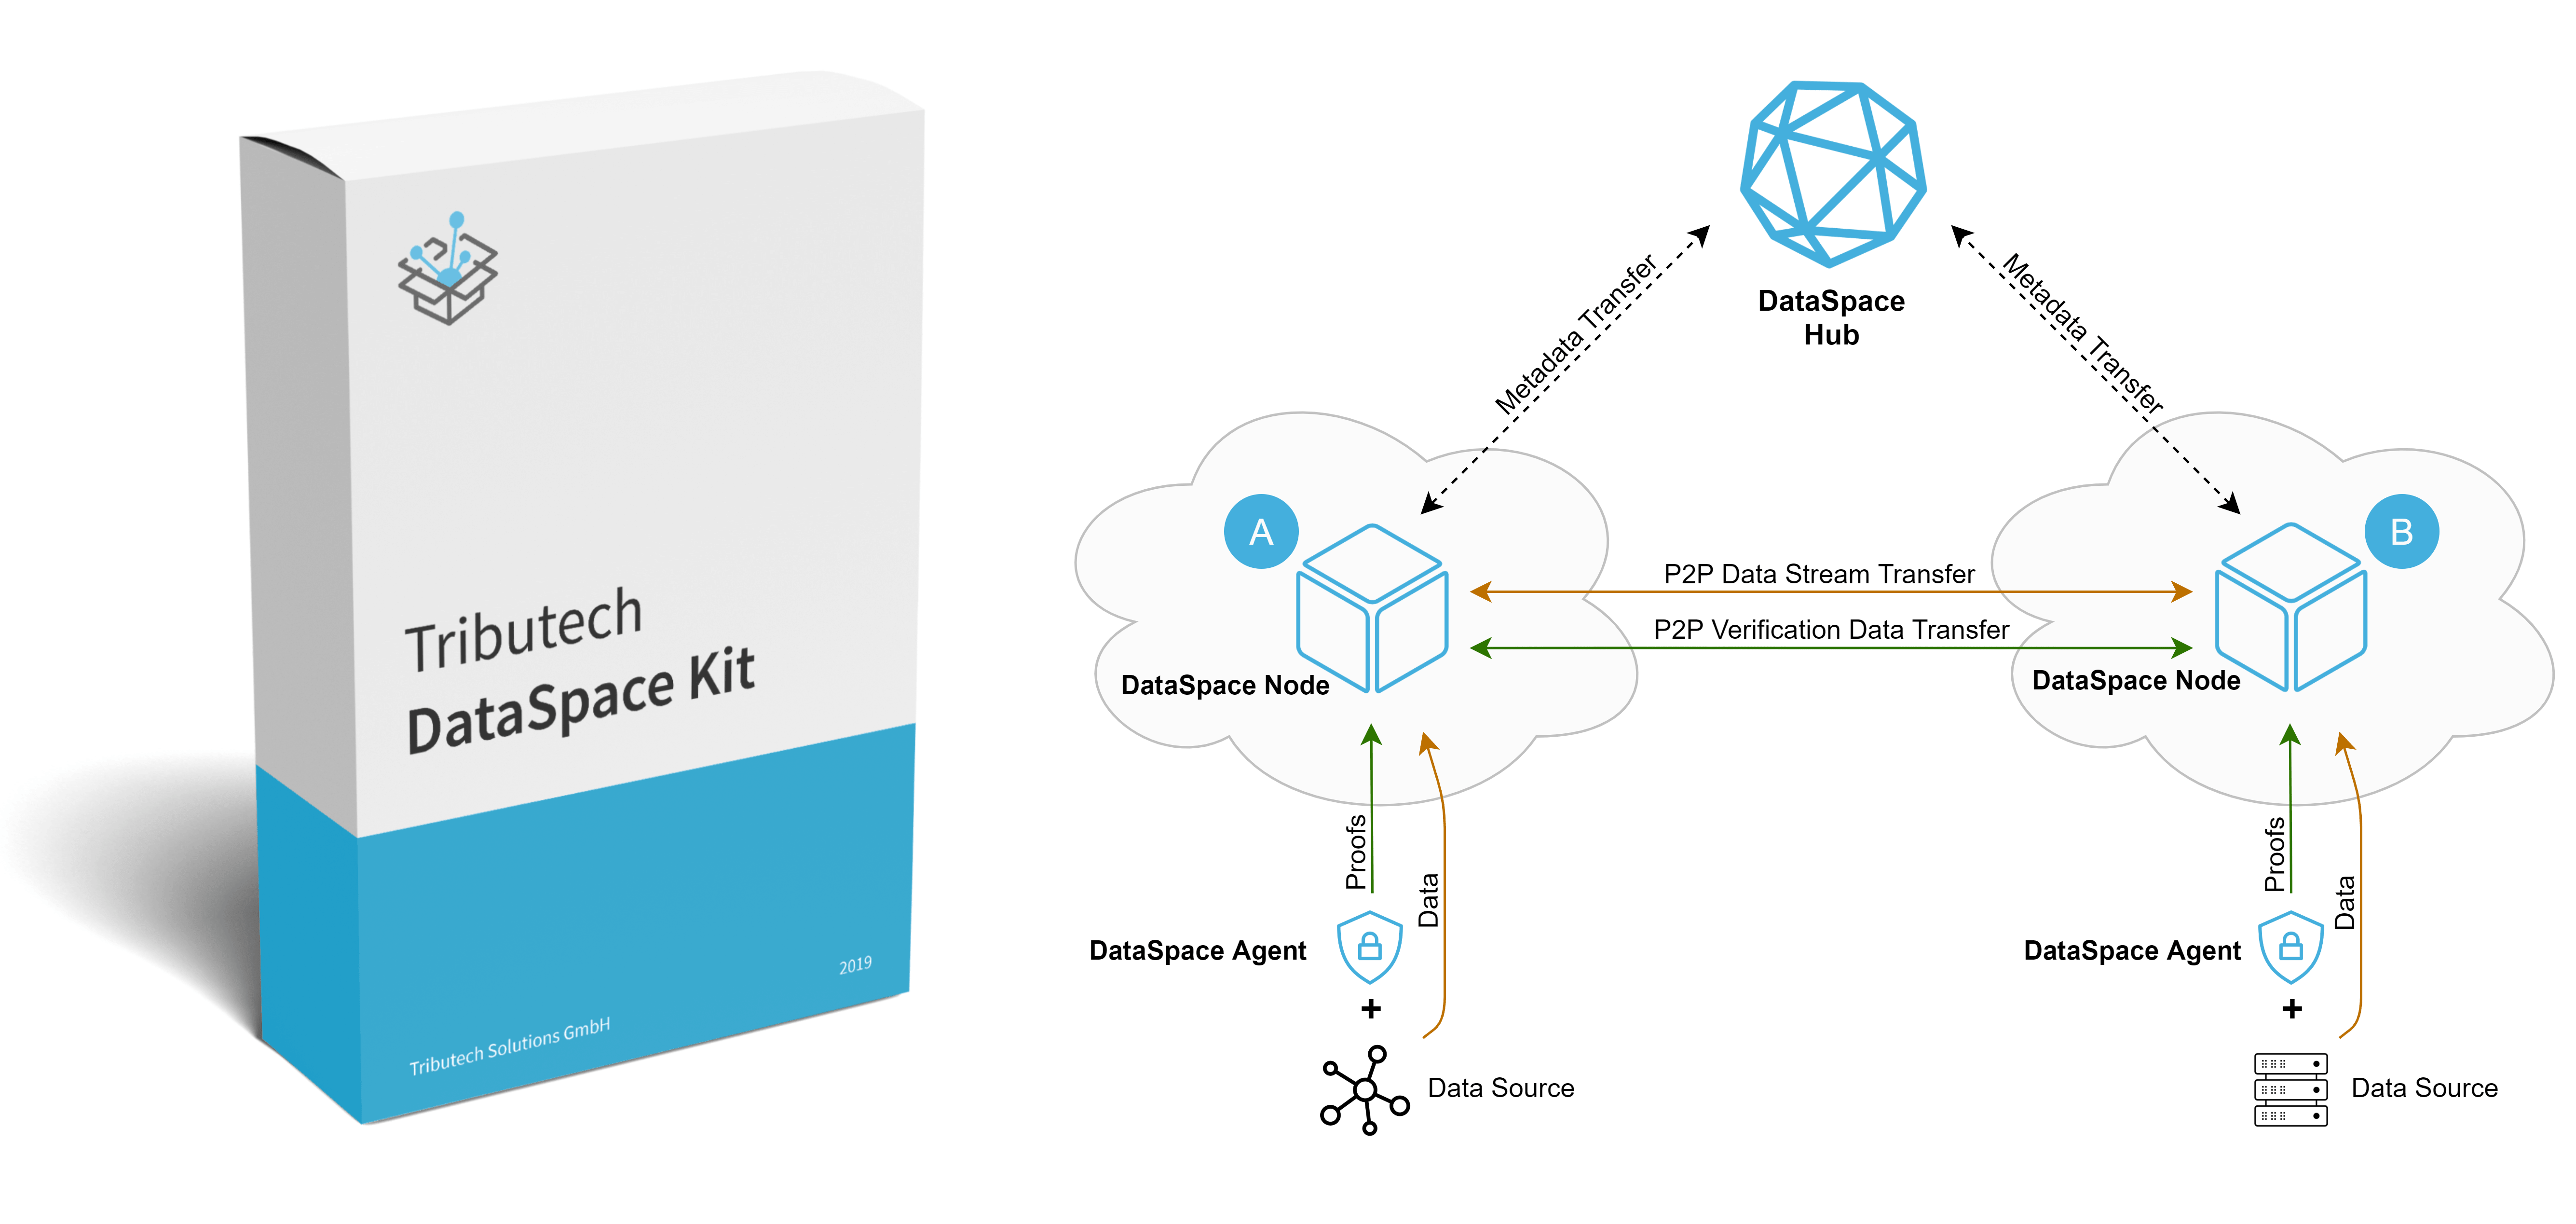 Tributech
DataSpace Kit
2019
Tributech Solutions GmbH
DataSpace
Hub
Metadata Transfer
Metadata Transfer
A
B
P2P Data Stream Transfer
P2P Verification Data Transfer
DataSpace Node
DataSpace Node
Proofs
Data
Proofs
Data
DataSpace Agent
DataSpace Agent
+
+
Data Source
Data Source